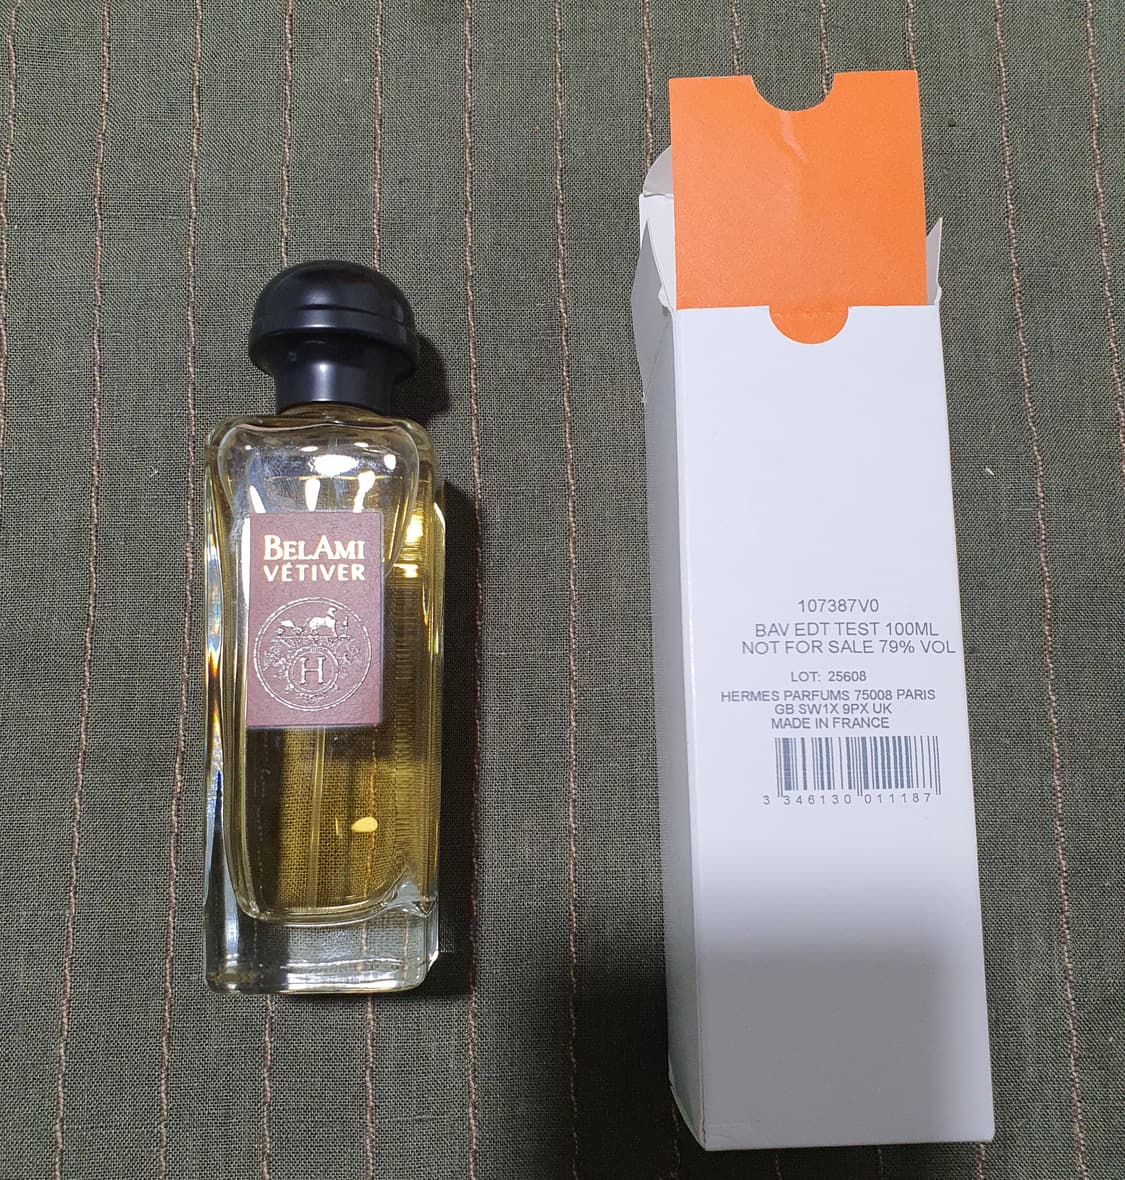 BELAMI
VÉTIVER
H
107387V0
BAV EDT TEST 100ML
NOT FOR SALE 79% VOL
LOT: 25608
HERMES PARFUMS 75008 PARIS
GB SW1X 9PX UK
MADE IN FRANCE
3 346130 011187